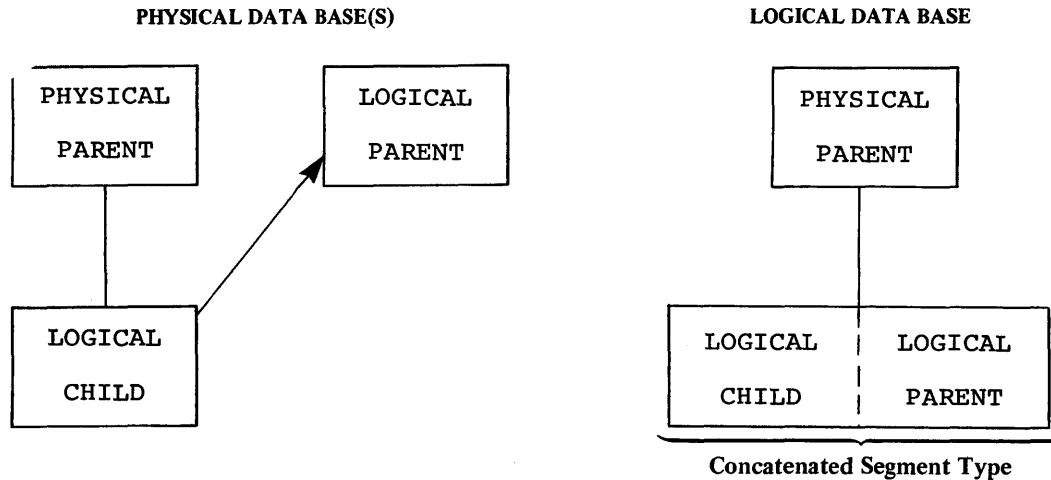 PHYSICAL DATA BASE(S)
PHYSICAL
PARENT
LOGICAL
PARENT
LOGICAL
CHILD
LOGICAL DATA BASE
PHYSICAL
PARENT
LOGICAL
CHILD
LOGICAL
PARENT
Concatenated Segment Type